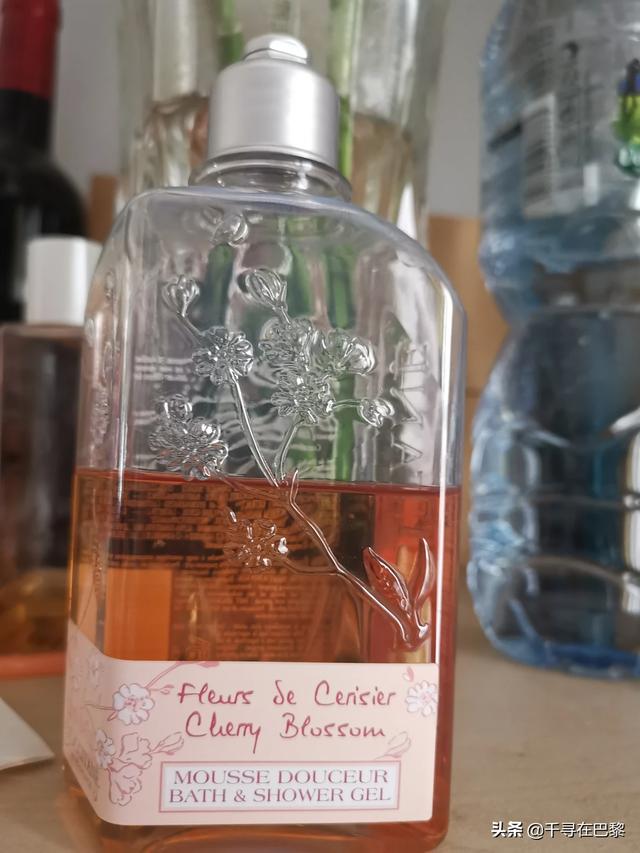 Fleurs de Cerisier
Cherry Blossom
MOUSSE DOUCEUR
BATH & SHOWER GEL
头条 @千寻在巴黎